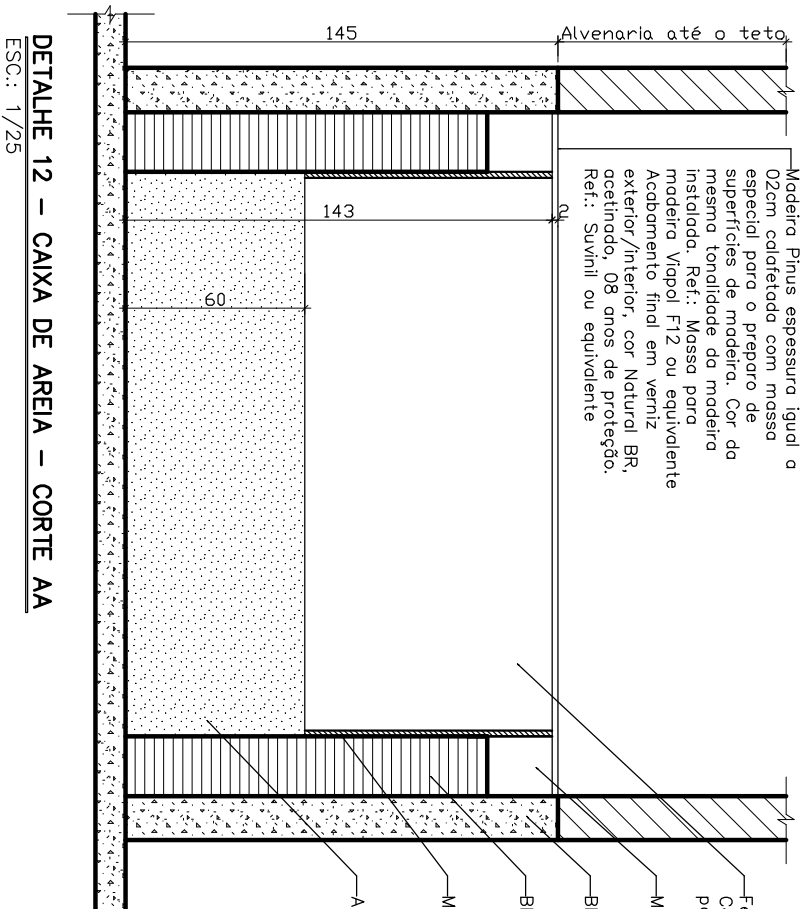 145
Alvenaria até o teto
Madeira Pinus espessura igual a
02cm calafetada com massa
especial para o preparo de
superfícies de madeira. Cor da
mesma tonalidade da madeira
instalada. Ref.: Massa para
madeira Viapol F12 ou equivalente
Acabamento final em verniz
exterior/interior, cor Natural BR,
acetinado, 08 anos de proteção.
Ref.: Suvinil ou equivalente
143
2
60
DETALHE 12 - CAIXA DE AREIA - CORTE AA
ESC.: 1/25